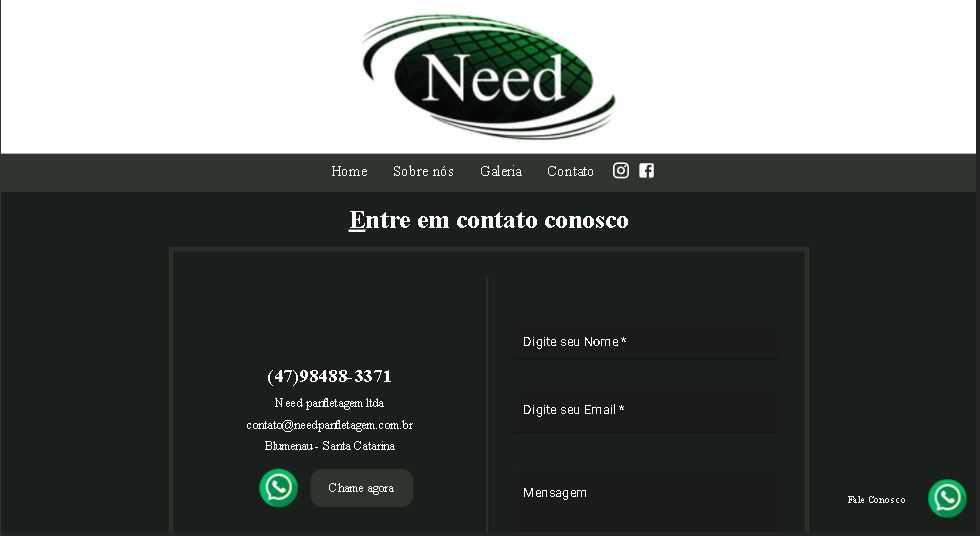 Need
Home Sobre nós Galeria Contato
Entre em contato conosco
(47)98488-3371
Need panfletagem ltda
contato@needpanfletagem.com.br
Blumenau - Santa Catarina
Chame agora
Digite seu Nome *
Digite seu Email *
Mensagem
Fale Conosco